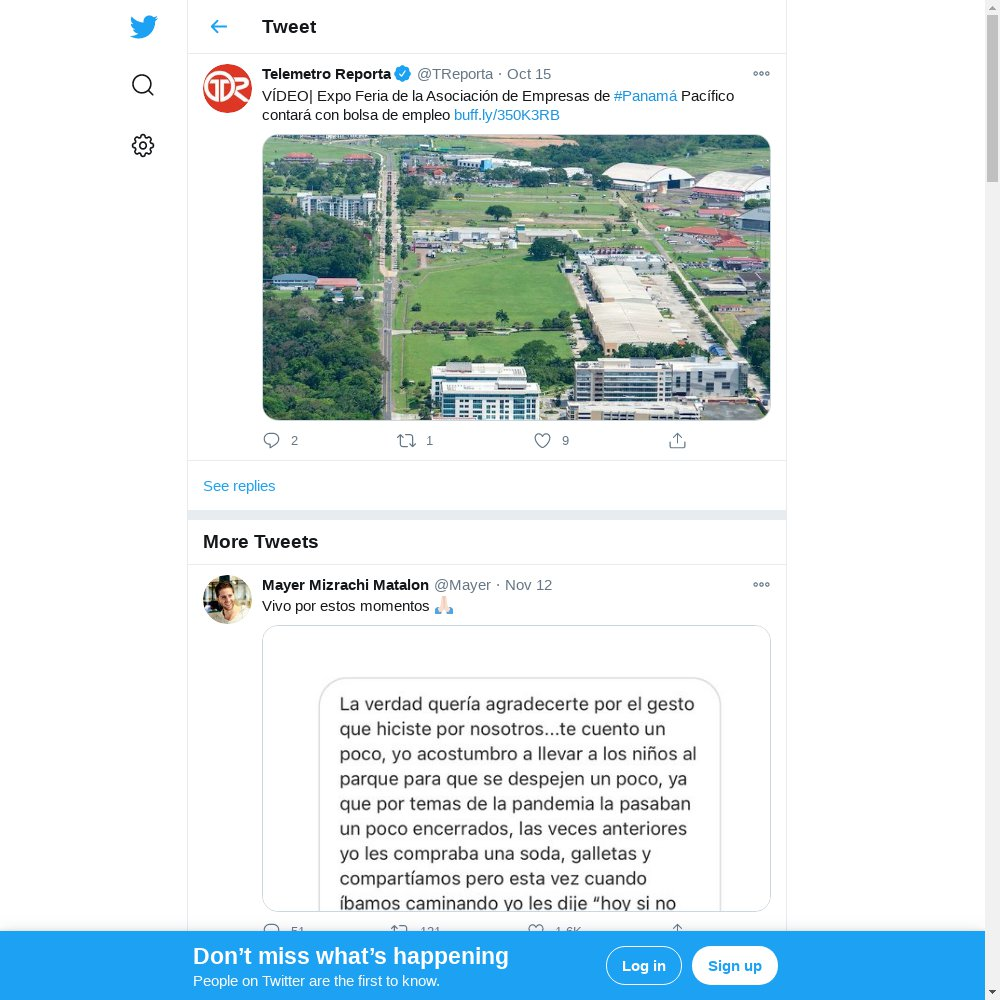 Tweet
Telemetro Reporta @TReporta · Oct 15
VÍDEO| Expo Feria de la Asociación de Empresas de #Panamá Pacífico
contará con bolsa de empleo buff.ly/350K3RB
2 1 9
See replies
More Tweets
Mayer Mizrachi Matalon @Mayer · Nov 12
Vivo por estos momentos
La verdad quería agradecerte por el gesto
que hiciste por nosotros...te cuento un
poco, yo acostumbro a llevar a los niños al
parque para que se despejen un poco, ya
que por temas de la pandemia la pasaban
un poco encerrados, las veces anteriores
yo les compraba una soda, galletas y
compartíamos pero esta vez cuando
íbamos caminando yo les dije “hoy si no
Don’t miss what’s happening
People on Twitter are the first to know.
Log in
Sign up